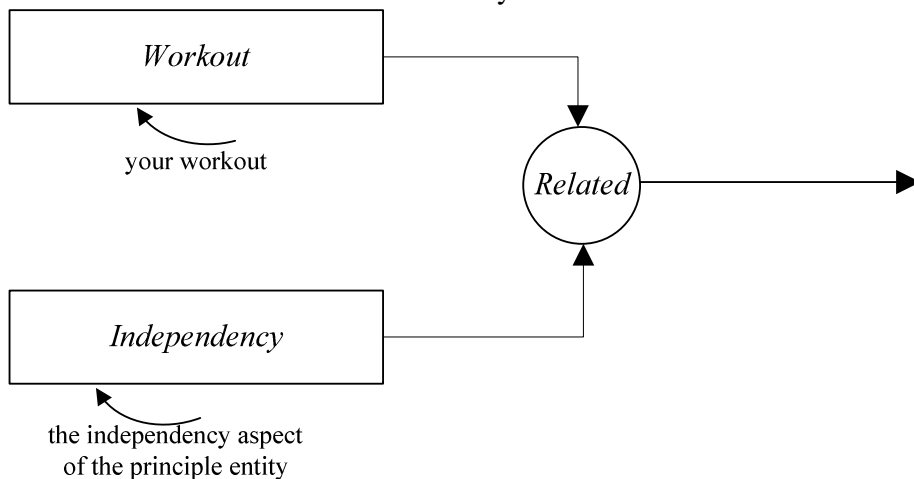 Workout
your workout
Related
Independency
the independency aspect
of the principle entity